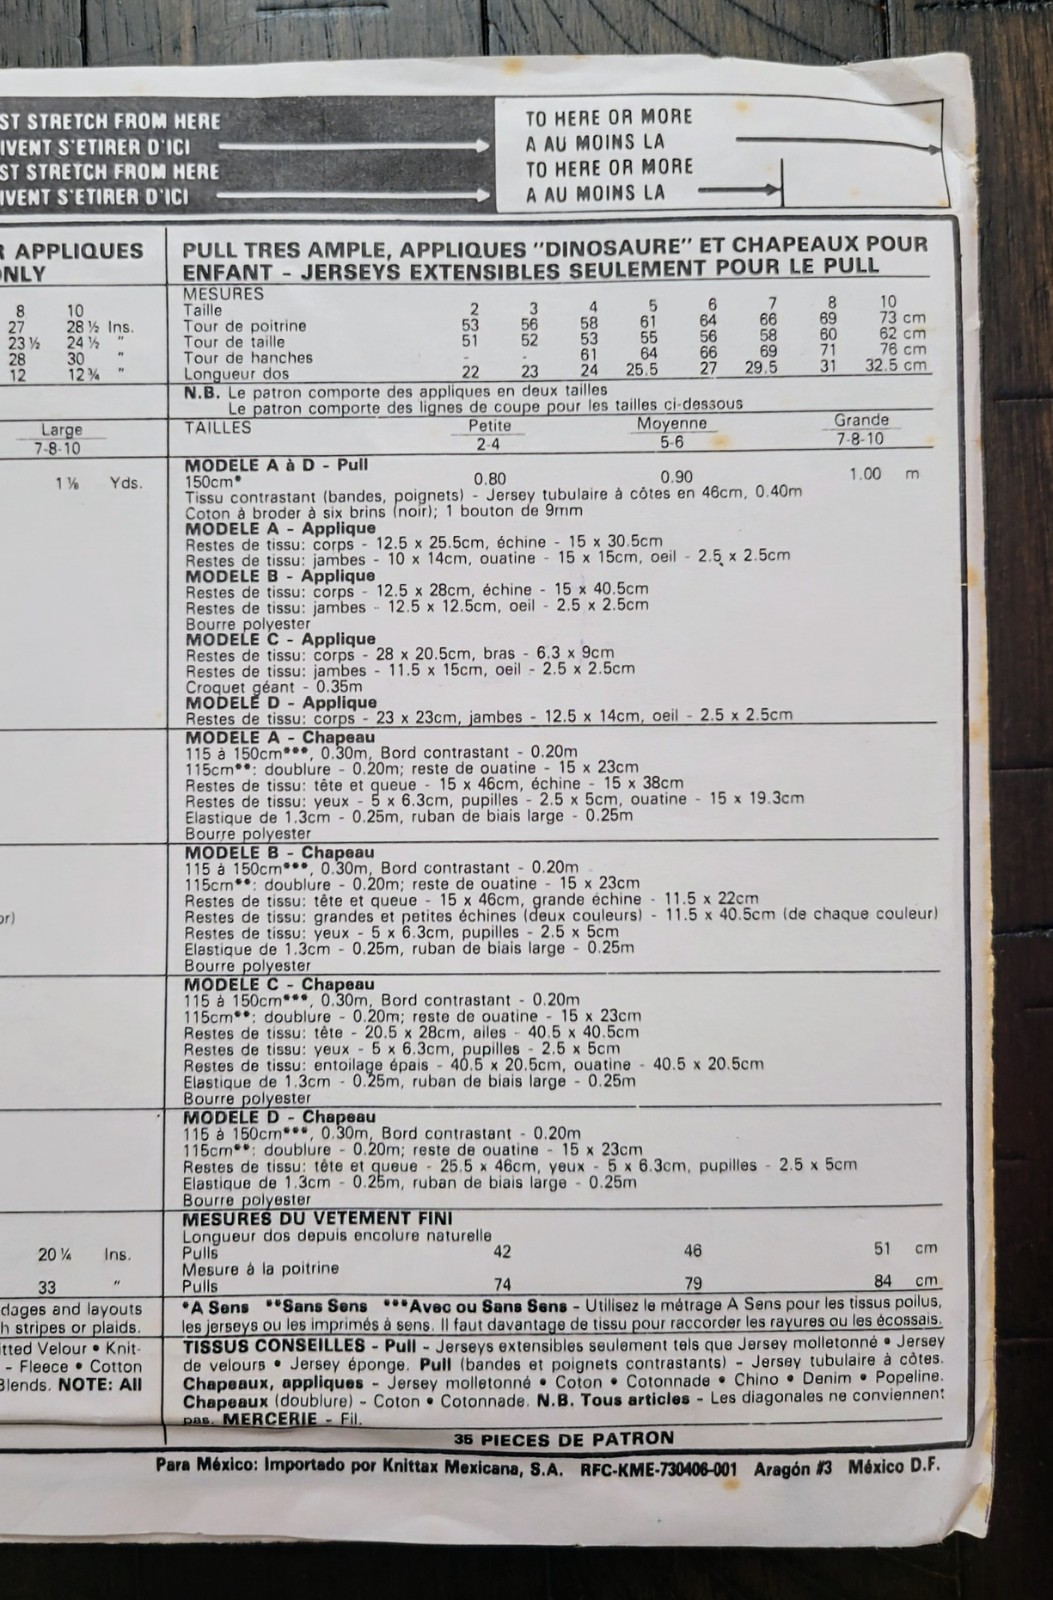 ST STRETCH FROM HERE
IVENT S'ETIRER D'ICI
ST STRETCH FROM HERE
IVENT S'ETIRER D'ICI
TO HERE OR MORE
A AU MOINS LA
TO HERE OR MORE
A AU MOINS LA
R APPLIQUES
NLY
8 10
27 28 ½ Ins.
23 ½ 24 ½ "
28 30 "
12 12 ¾ "
Large
7-8-10
1 ⅛ Yds.
or)
20 ¼ Ins.
33 "
dages and layouts
h stripes or plaids.
itted Velour • Knit-
- Fleece • Cotton
Blends. NOTE: All
PULL TRES AMPLE, APPLIQUES "DINOSAURE" ET CHAPEAUX POUR
ENFANT - JERSEYS EXTENSIBLES SEULEMENT POUR LE PULL
MESURES
Taille 2 3 4 5 6 7 8 10
Tour de poitrine 53 56 58 61 64 66 69 73 cm
Tour de taille 51 52 53 55 56 58 60 62 cm
Tour de hanches - - 61 64 66 69 71 76 cm
Longueur dos 22 23 24 25.5 27 29.5 31 32.5 cm
N.B. Le patron comporte des appliques en deux tailles
Le patron comporte des lignes de coupe pour les tailles ci-dessous
TAILLES Petite Moyenne Grande
2-4 5-6 7-8-10
MODELE A à D - Pull
150cm* 0.80 0.90 1.00 m
Tissu contrastant (bandes, poignets) - Jersey tubulaire à côtes en 46cm, 0.40m
Coton à broder à six brins (noir); 1 bouton de 9mm
MODELE A - Applique
Restes de tissu: corps - 12.5 x 25.5cm, échine - 15 x 30.5cm
Restes de tissu: jambes - 10 x 14cm, ouatine - 15 x 15cm, oeil - 2.5 x 2.5cm
MODELE B - Applique
Restes de tissu: corps - 12.5 x 28cm, échine - 15 x 40.5cm
Restes de tissu: jambes - 12.5 x 12.5cm, oeil - 2.5 x 2.5cm
Bourre polyester
MODELE C - Applique
Restes de tissu: corps - 28 x 20.5cm, bras - 6.3 x 9cm
Restes de tissu: jambes - 11.5 x 15cm, oeil - 2.5 x 2.5cm
Croquet géant - 0.35m
MODELE D - Applique
Restes de tissu: corps - 23 x 23cm, jambes - 12.5 x 14cm, oeil - 2.5 x 2.5cm
MODELE A - Chapeau
115 à 150cm***, 0.30m, Bord contrastant - 0.20m
115cm**: doublure - 0.20m; reste de ouatine - 15 x 23cm
Restes de tissu: tête et queue - 15 x 46cm, échine - 15 x 38cm
Restes de tissu: yeux - 5 x 6.3cm, pupilles - 2.5 x 5cm, ouatine - 15 x 19.3cm
Elastique de 1.3cm - 0.25m, ruban de biais large - 0.25m
Bourre polyester
MODELE B - Chapeau
115 à 150cm***, 0.30m, Bord contrastant - 0.20m
115cm**: doublure - 0.20m; reste de ouatine - 15 x 23cm
Restes de tissu: tête et queue - 15 x 46cm, grande échine - 11.5 x 22cm
Restes de tissu: grandes et petites échines (deux couleurs) - 11.5 x 40.5cm (de chaque couleur)
Restes de tissu: yeux - 5 x 6.3cm, pupilles - 2.5 x 5cm
Elastique de 1.3cm - 0.25m, ruban de biais large - 0.25m
Bourre polyester
MODELE C - Chapeau
115 à 150cm***, 0.30m, Bord contrastant - 0.20m
115cm**: doublure - 0.20m; reste de ouatine - 15 x 23cm
Restes de tissu: tête - 20.5 x 28cm, ailes - 40.5 x 40.5cm
Restes de tissu: yeux - 5 x 6.3cm, pupilles - 2.5 x 5cm
Restes de tissu: entoilage épais - 40.5 x 20.5cm, ouatine - 40.5 x 20.5cm
Elastique de 1.3cm - 0.25m, ruban de biais large - 0.25m
Bourre polyester
MODELE D - Chapeau
115 à 150cm***, 0.30m, Bord contrastant - 0.20m
115cm**: doublure - 0.20m; reste de ouatine - 15 x 23cm
Restes de tissu: tête et queue - 25.5 x 46cm, yeux - 5 x 6.3cm, pupilles - 2.5 x 5cm
Elastique de 1.3cm - 0.25m, ruban de biais large - 0.25m
Bourre polyester
MESURES DU VETEMENT FINI
Longueur dos depuis encolure naturelle
Pulls 42 46 51 cm
Mesure à la poitrine
Pulls 74 79 84 cm
*A Sens **Sans Sens ***Avec ou Sans Sens - Utilisez le métrage A Sens pour les tissus poilus,
les jerseys ou les imprimés à sens. Il faut davantage de tissu pour raccorder les rayures ou les écossais.
TISSUS CONSEILLES - Pull - Jerseys extensibles seulement tels que Jersey molletonné • Jersey
de velours • Jersey éponge. Pull (bandes et poignets contrastants) - Jersey tubulaire à côtes.
Chapeaux, appliques - Jersey molletonné • Coton • Cotonnade • Chino • Denim • Popeline.
Chapeaux (doublure) - Coton • Cotonnade. N.B. Tous articles - Les diagonales ne conviennent
pas. MERCERIE - Fil.
35 PIECES DE PATRON
Para México: Importado por Knittax Mexicana, S.A. RFC-KME-730406-001 Aragón #3 México D.F.